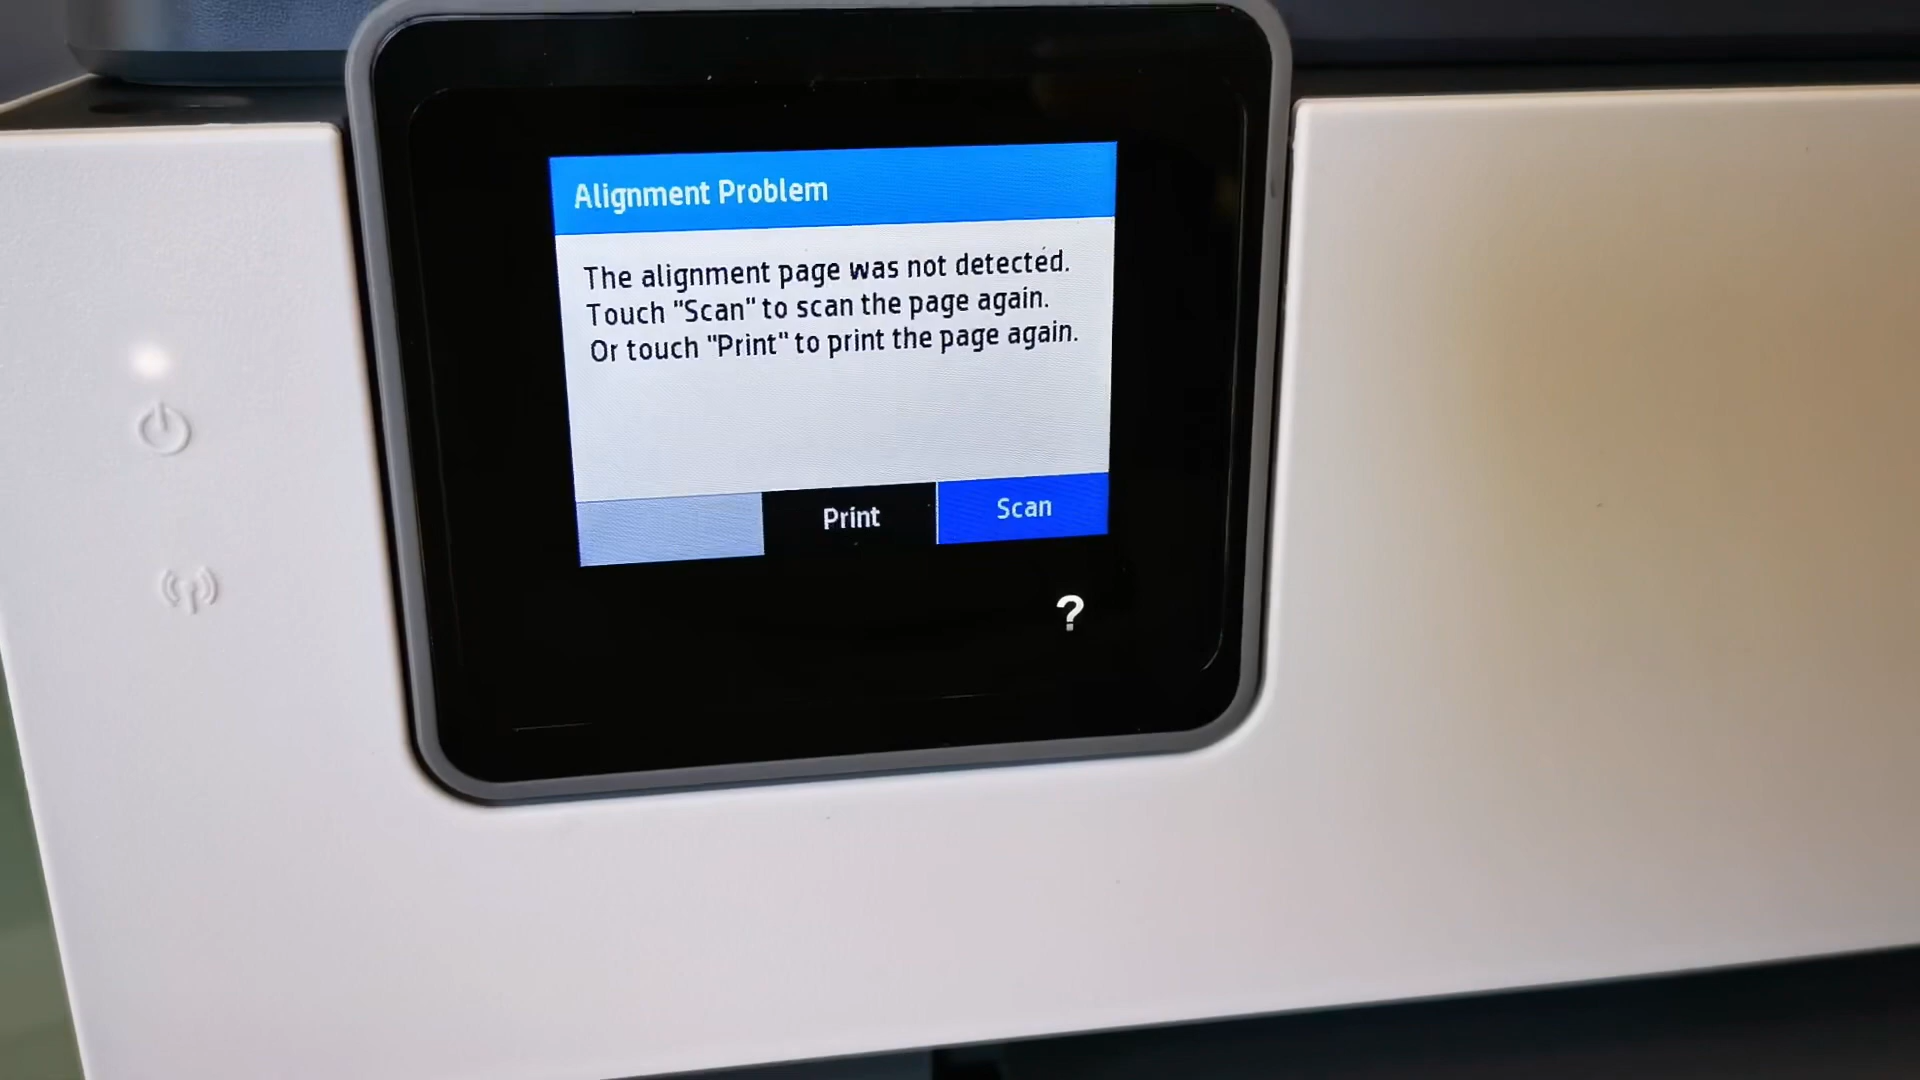 Alignment Problem
The alignment page was not detected.
Touch "Scan" to scan the page again.
Or touch "Print" to print the page again.
Print
Scan
?